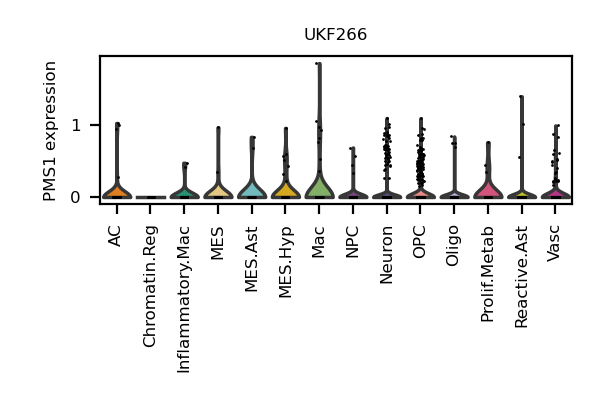 UKF266
PMS1 expression
1
0
AC
Chromatin.Reg
Inflammatory.Mac
MES
MES.Ast
MES.Hyp
Mac
NPC
Neuron
OPC
Oligo
Prolif.Metab
Reactive.Ast
Vasc